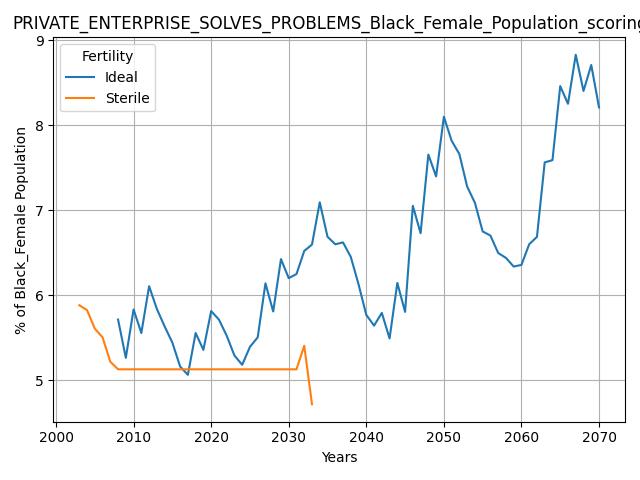 PRIVATE_ENTERPRISE_SOLVES_PROBLEMS_Black_Female_Population_scoring
Fertility
Ideal
Sterile
% of Black_Female Population
9
8
7
6
5
2000 2010 2020 2030 2040 2050 2060 2070
Years